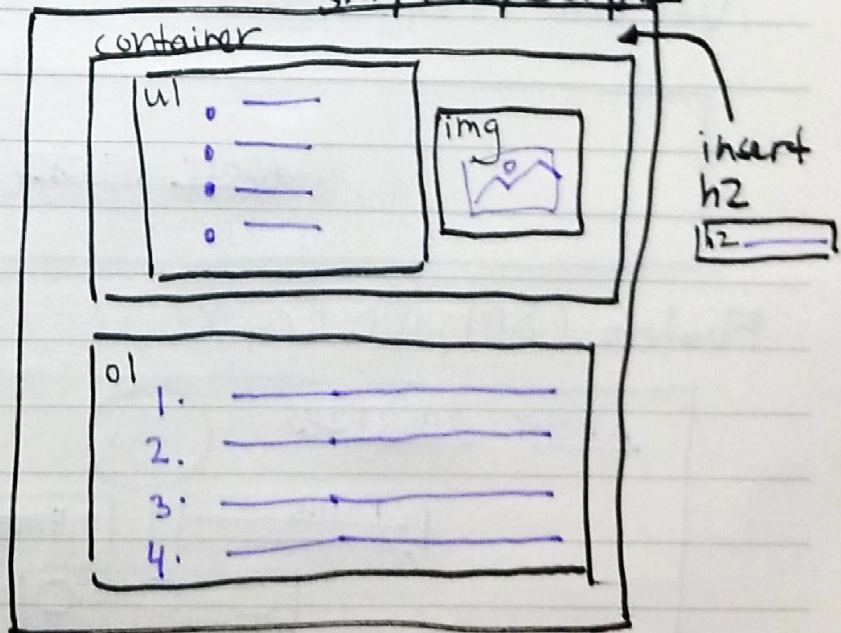 container
ul
img
insert
h2
h2
ol
1.
2.
3.
4.